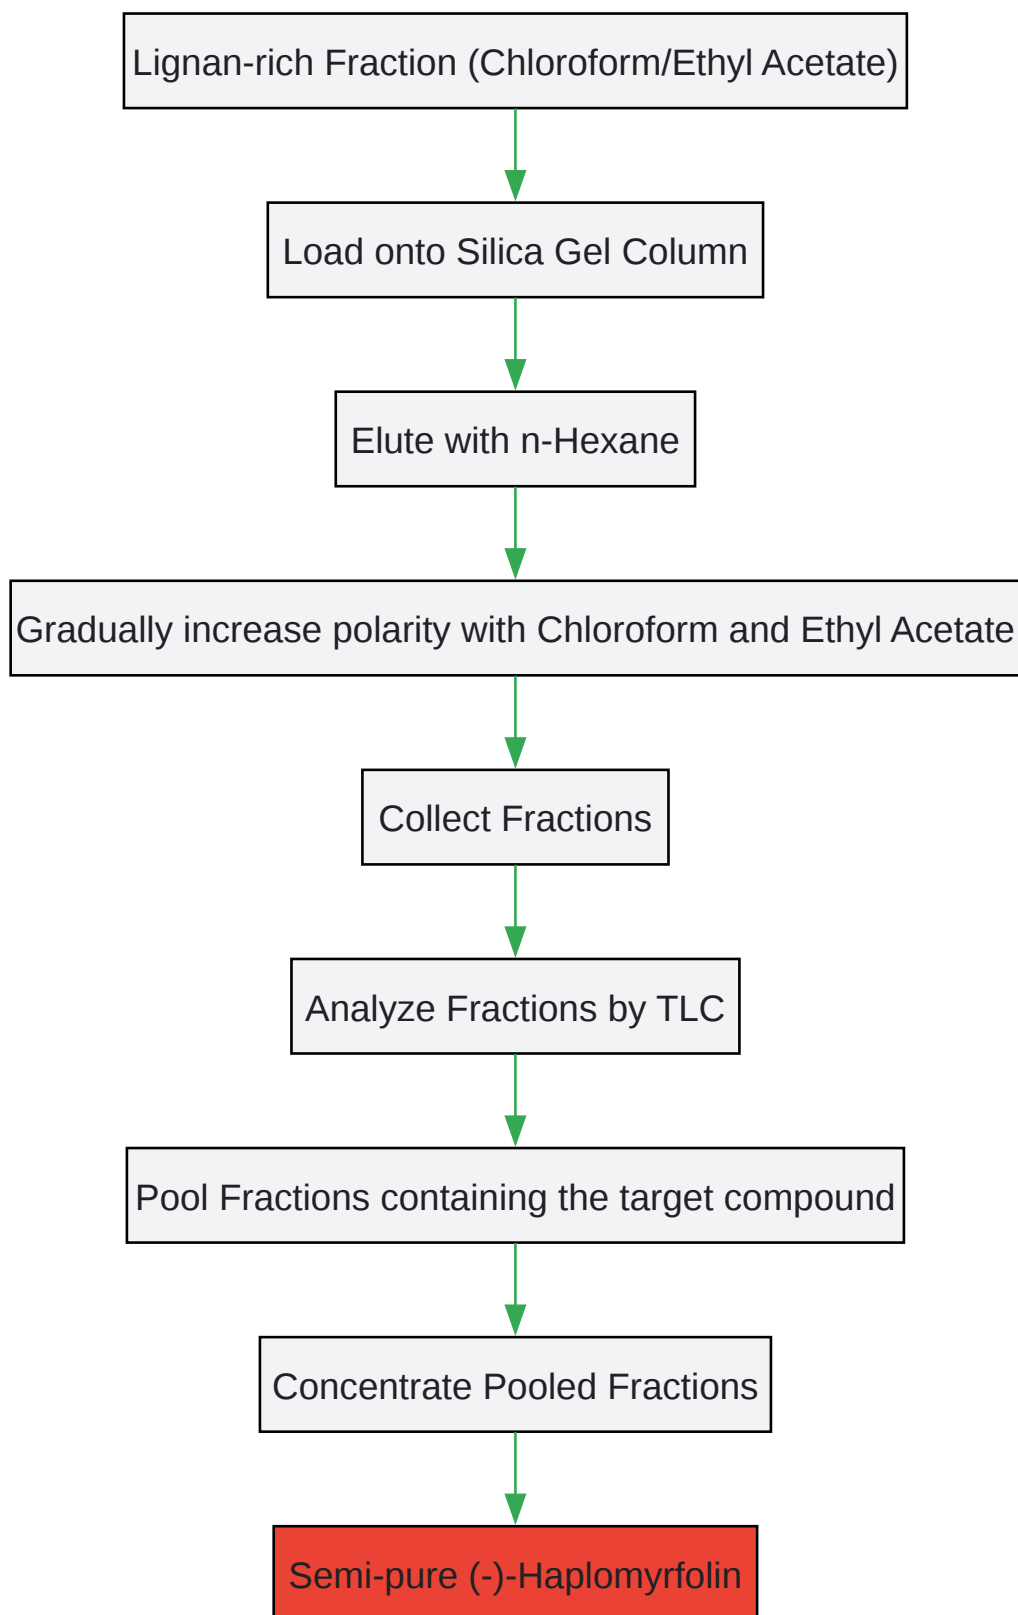 Lignan-rich Fraction (Chloroform/Ethyl Acetate)
Load onto Silica Gel Column
Elute with n-Hexane
Gradually increase polarity with Chloroform and Ethyl Acetate
Collect Fractions
Analyze Fractions by TLC
Pool Fractions containing the target compound
Concentrate Pooled Fractions
Semi-pure (-)-Haplomyrfolin